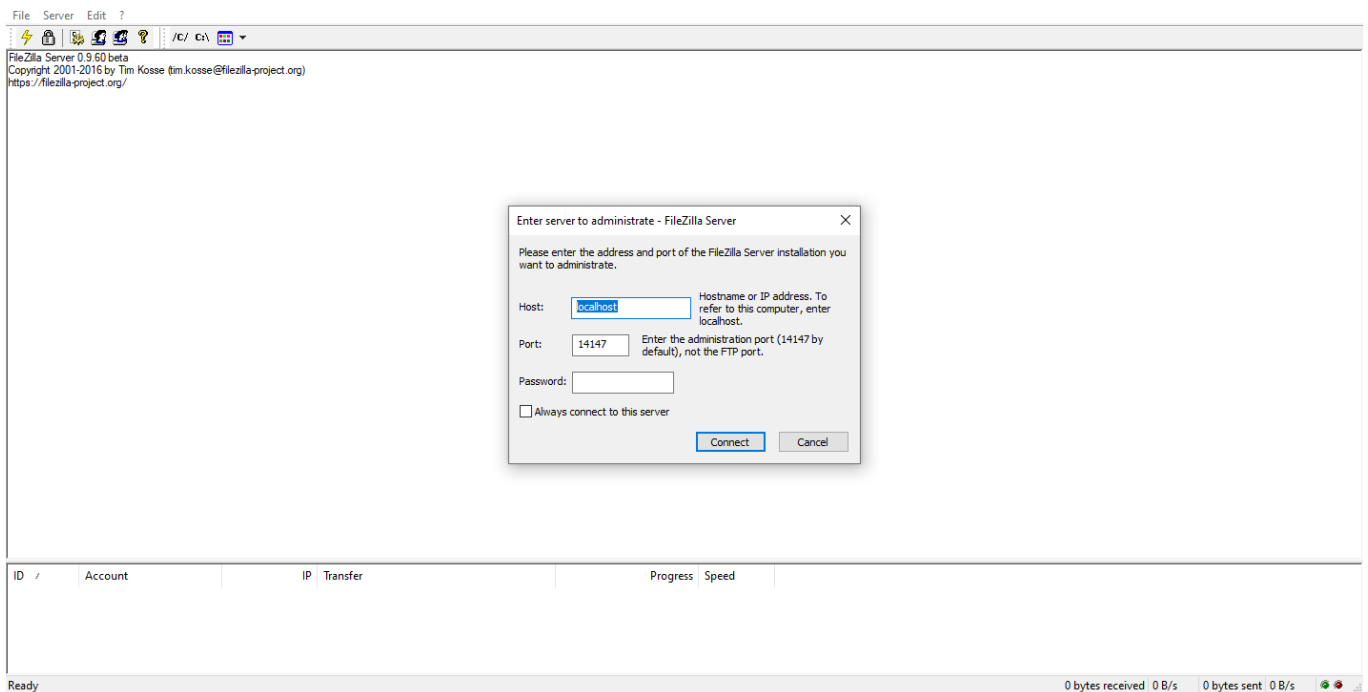 File Server Edit ?
/C/ C:\
FileZilla Server 0.9.60 beta
Copyright 2001-2016 by Tim Kosse (tim.kosse@filezilla-project.org)
https://filezilla-project.org/
Enter server to administrate - FileZilla Server
Please enter the address and port of the FileZilla Server installation you
want to administrate.
Host: localhost
Hostname or IP address. To
refer to this computer, enter
localhost.
Port: 14147
Enter the administration port (14147 by
default), not the FTP port.
Password:
Always connect to this server
Connect Cancel
ID / Account IP Transfer Progress Speed
Ready 0 bytes received 0 B/s 0 bytes sent 0 B/s